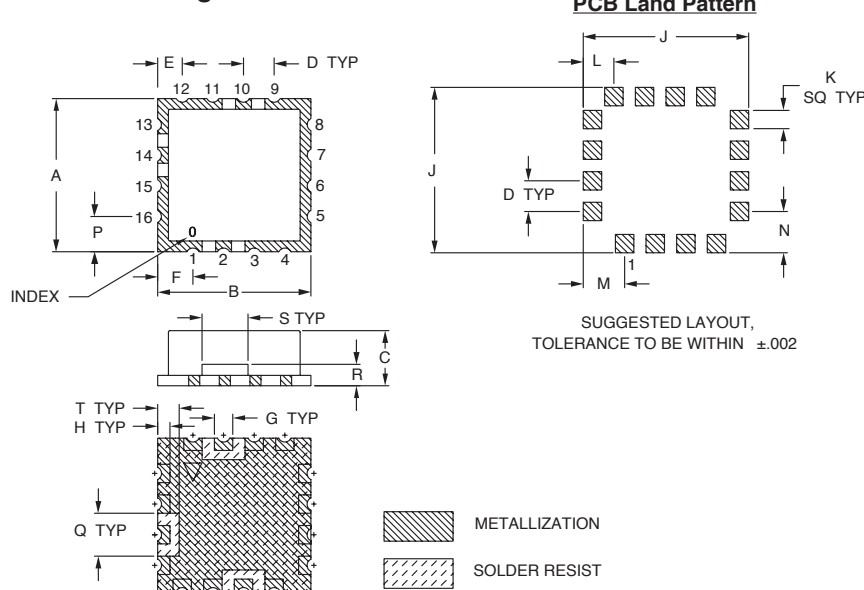 PCB Land Pattern
E
D TYP
12 11 10 9
13
14
15
16
8
7
6
5
A
P
0
1 2 3 4
F
B
INDEX
J
L
K
SQ TYP
J
D TYP
N
1
M
SUGGESTED LAYOUT,
TOLERANCE TO BE WITHIN ±.002
S TYP
C
R
T TYP
H TYP
G TYP
Q TYP
METALLIZATION
SOLDER RESIST